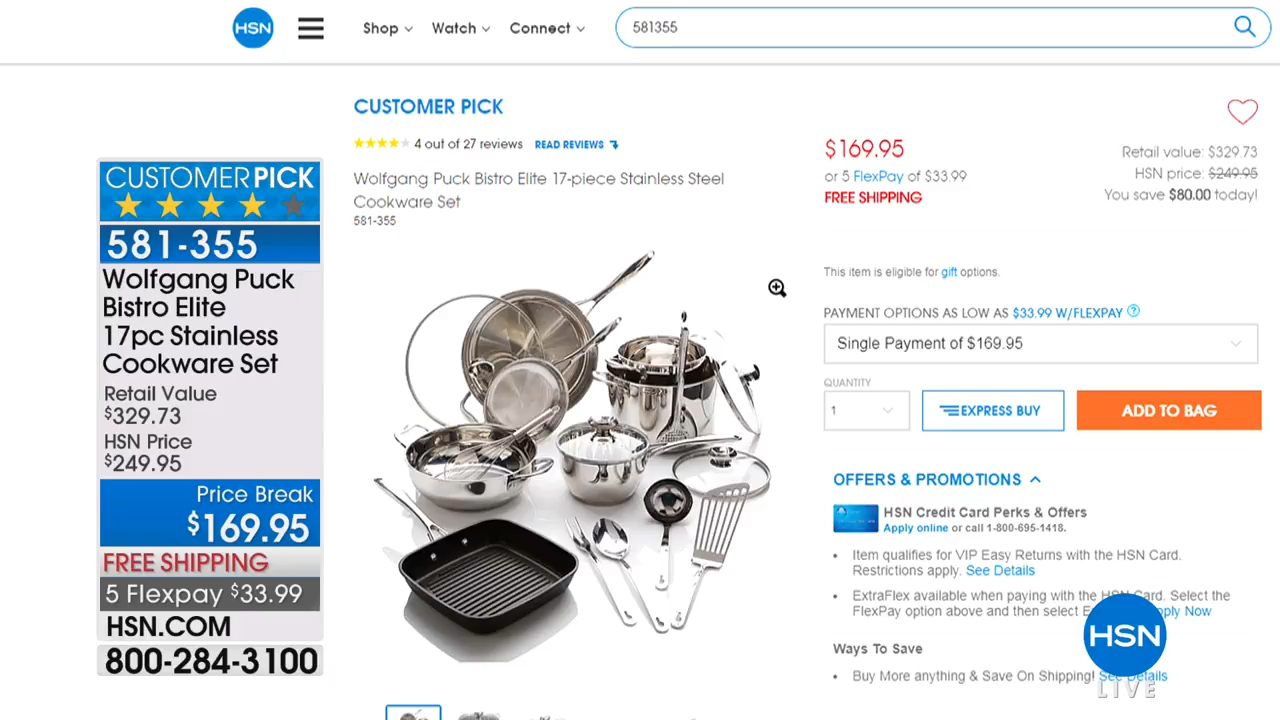 HSN
Shop
Watch
Connect
581355
CUSTOMER PICK
4 out of 27 reviews
READ REVIEWS
Wolfgang Puck Bistro Elite 17-piece Stainless Steel
Cookware Set
581-355
$169.95
or 5 FlexPay of $33.99
FREE SHIPPING
Retail value: $329.73
HSN price: $249.95
You save $80.00 today!
This item is eligible for gift options.
PAYMENT OPTIONS AS LOW AS $33.99 W/FLEXPAY ?
Single Payment of $169.95
QUANTITY
1
EXPRESS BUY
ADD TO BAG
OFFERS & PROMOTIONS
HSN Credit Card Perks & Offers
Apply online or call 1-800-695-1418.
• Item qualifies for VIP Easy Returns with the HSN Card.
Restrictions apply. See Details
• ExtraFlex available when paying with the HSN Card. Select the
FlexPay option above and then select Now
Ways To Save
• Buy More anything & Save On Shipping! See Details
HSN
LIVE
CUSTOMER PICK
581-355
Wolfgang Puck
Bistro Elite
17pc Stainless
Cookware Set
Retail Value
$329.73
HSN Price
$249.95
Price Break
$169.95
FREE SHIPPING
5 Flexpay $33.99
HSN.COM
800-284-3100